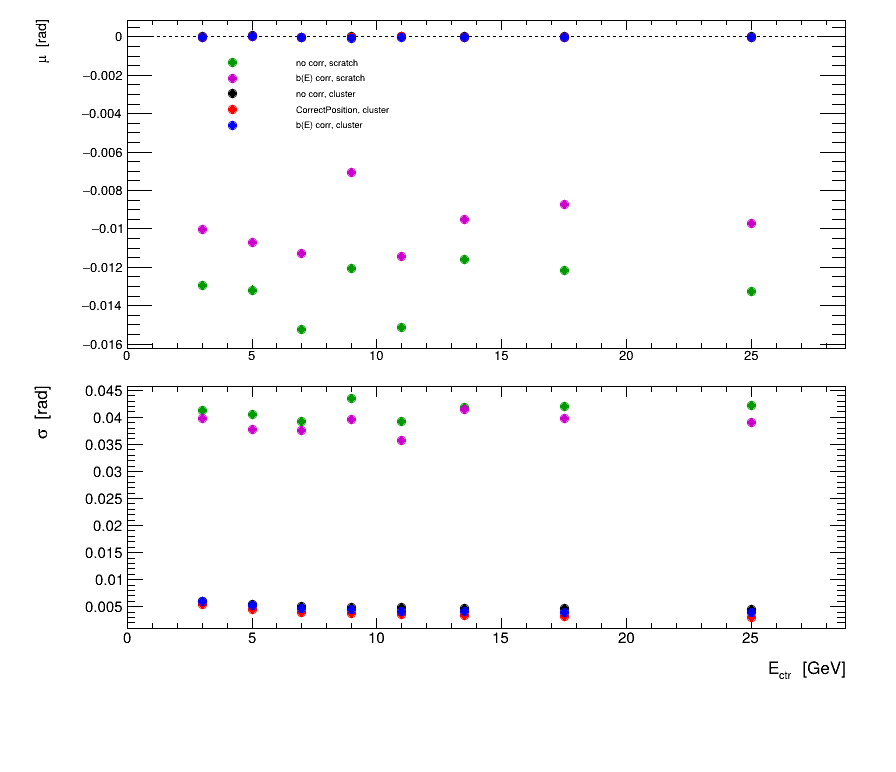 μ [rad]
0
−0.002
−0.004
−0.006
−0.008
−0.01
−0.012
−0.014
−0.016
no corr, scratch
b(E) corr, scratch
no corr, cluster
CorrectPosition, cluster
b(E) corr, cluster
0 5 10 15 20 25
σ [rad]
0.045
0.04
0.035
0.03
0.025
0.02
0.015
0.01
0.005
0 5 10 15 20 25
E_ctr [GeV]